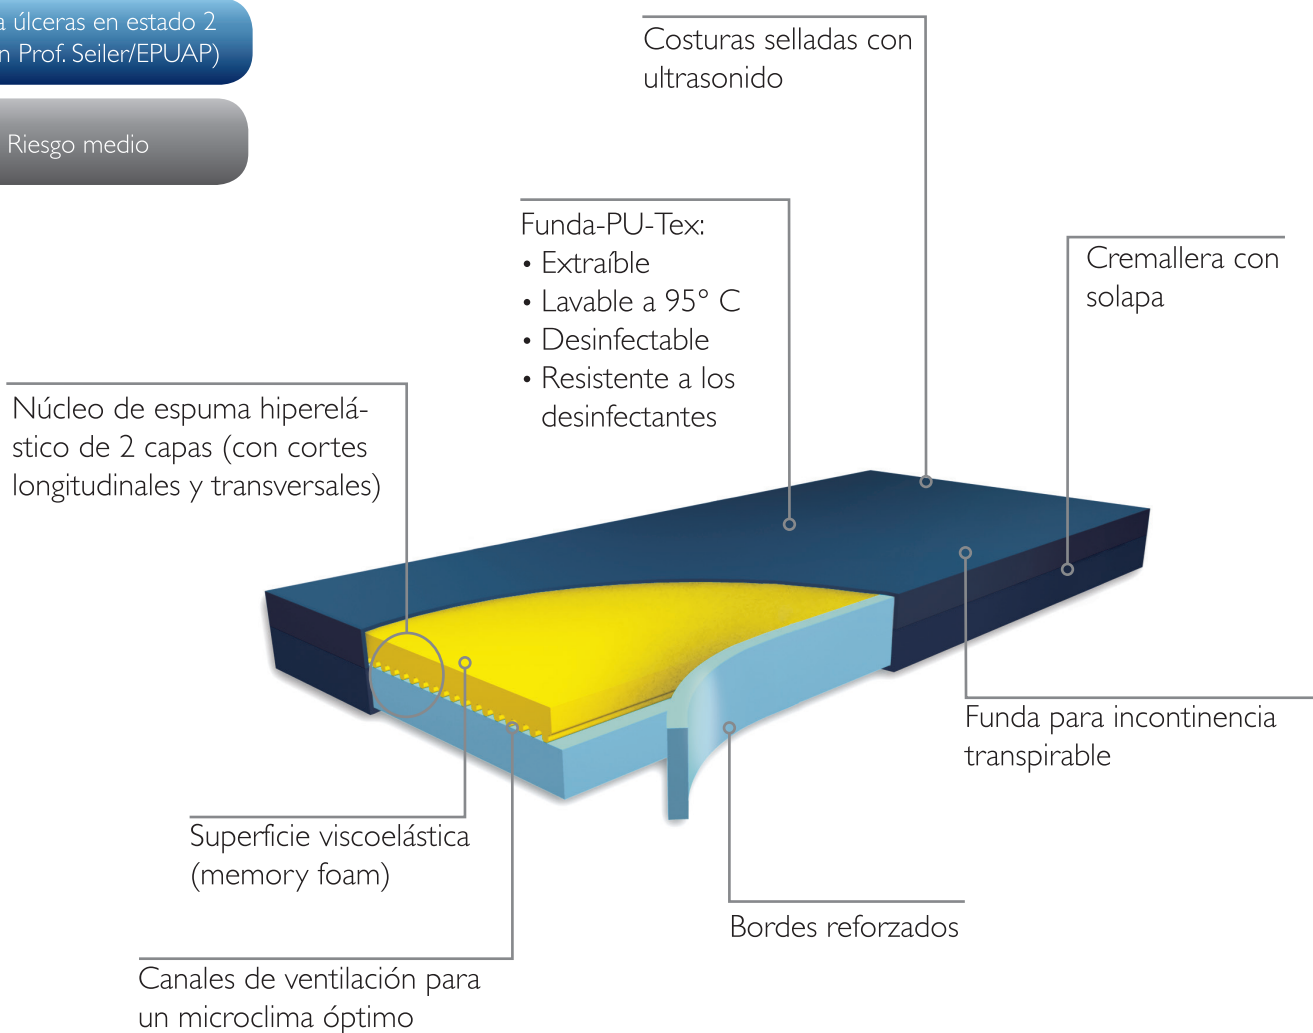 a úlceras en estado 2
n Prof. Seiler/EPUAP)
Riesgo medio
Costuras selladas con
ultrasonido
Funda-PU-Tex:
• Extraíble
• Lavable a 95° C
• Desinfectable
• Resistente a los
desinfectantes
Cremallera con
solapa
Núcleo de espuma hiperelá-
stico de 2 capas (con cortes
longitudinales y transversales)
Funda para incontinencia
transpirable
Superficie viscoelástica
(memory foam)
Bordes reforzados
Canales de ventilación para
un microclima óptimo